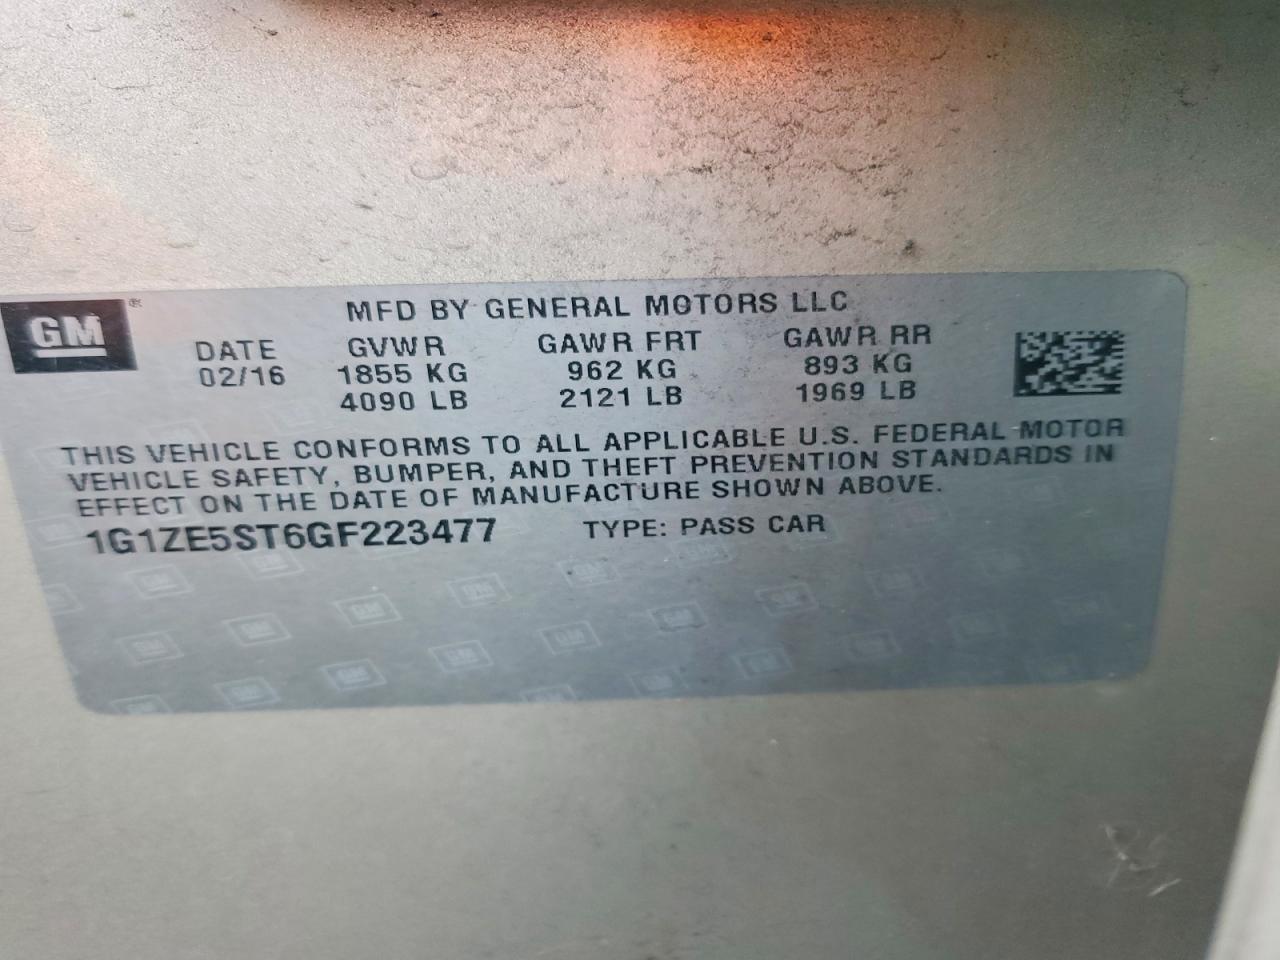 GM ®
MFD BY GENERAL MOTORS LLC
DATE GVWR GAWR FRT GAWR RR
02/16 1855 KG 962 KG 893 KG
4090 LB 2121 LB 1969 LB
THIS VEHICLE CONFORMS TO ALL APPLICABLE U.S. FEDERAL MOTOR
VEHICLE SAFETY, BUMPER, AND THEFT PREVENTION STANDARDS IN
EFFECT ON THE DATE OF MANUFACTURE SHOWN ABOVE.
1G1ZE5ST6GF223477 TYPE: PASS CAR